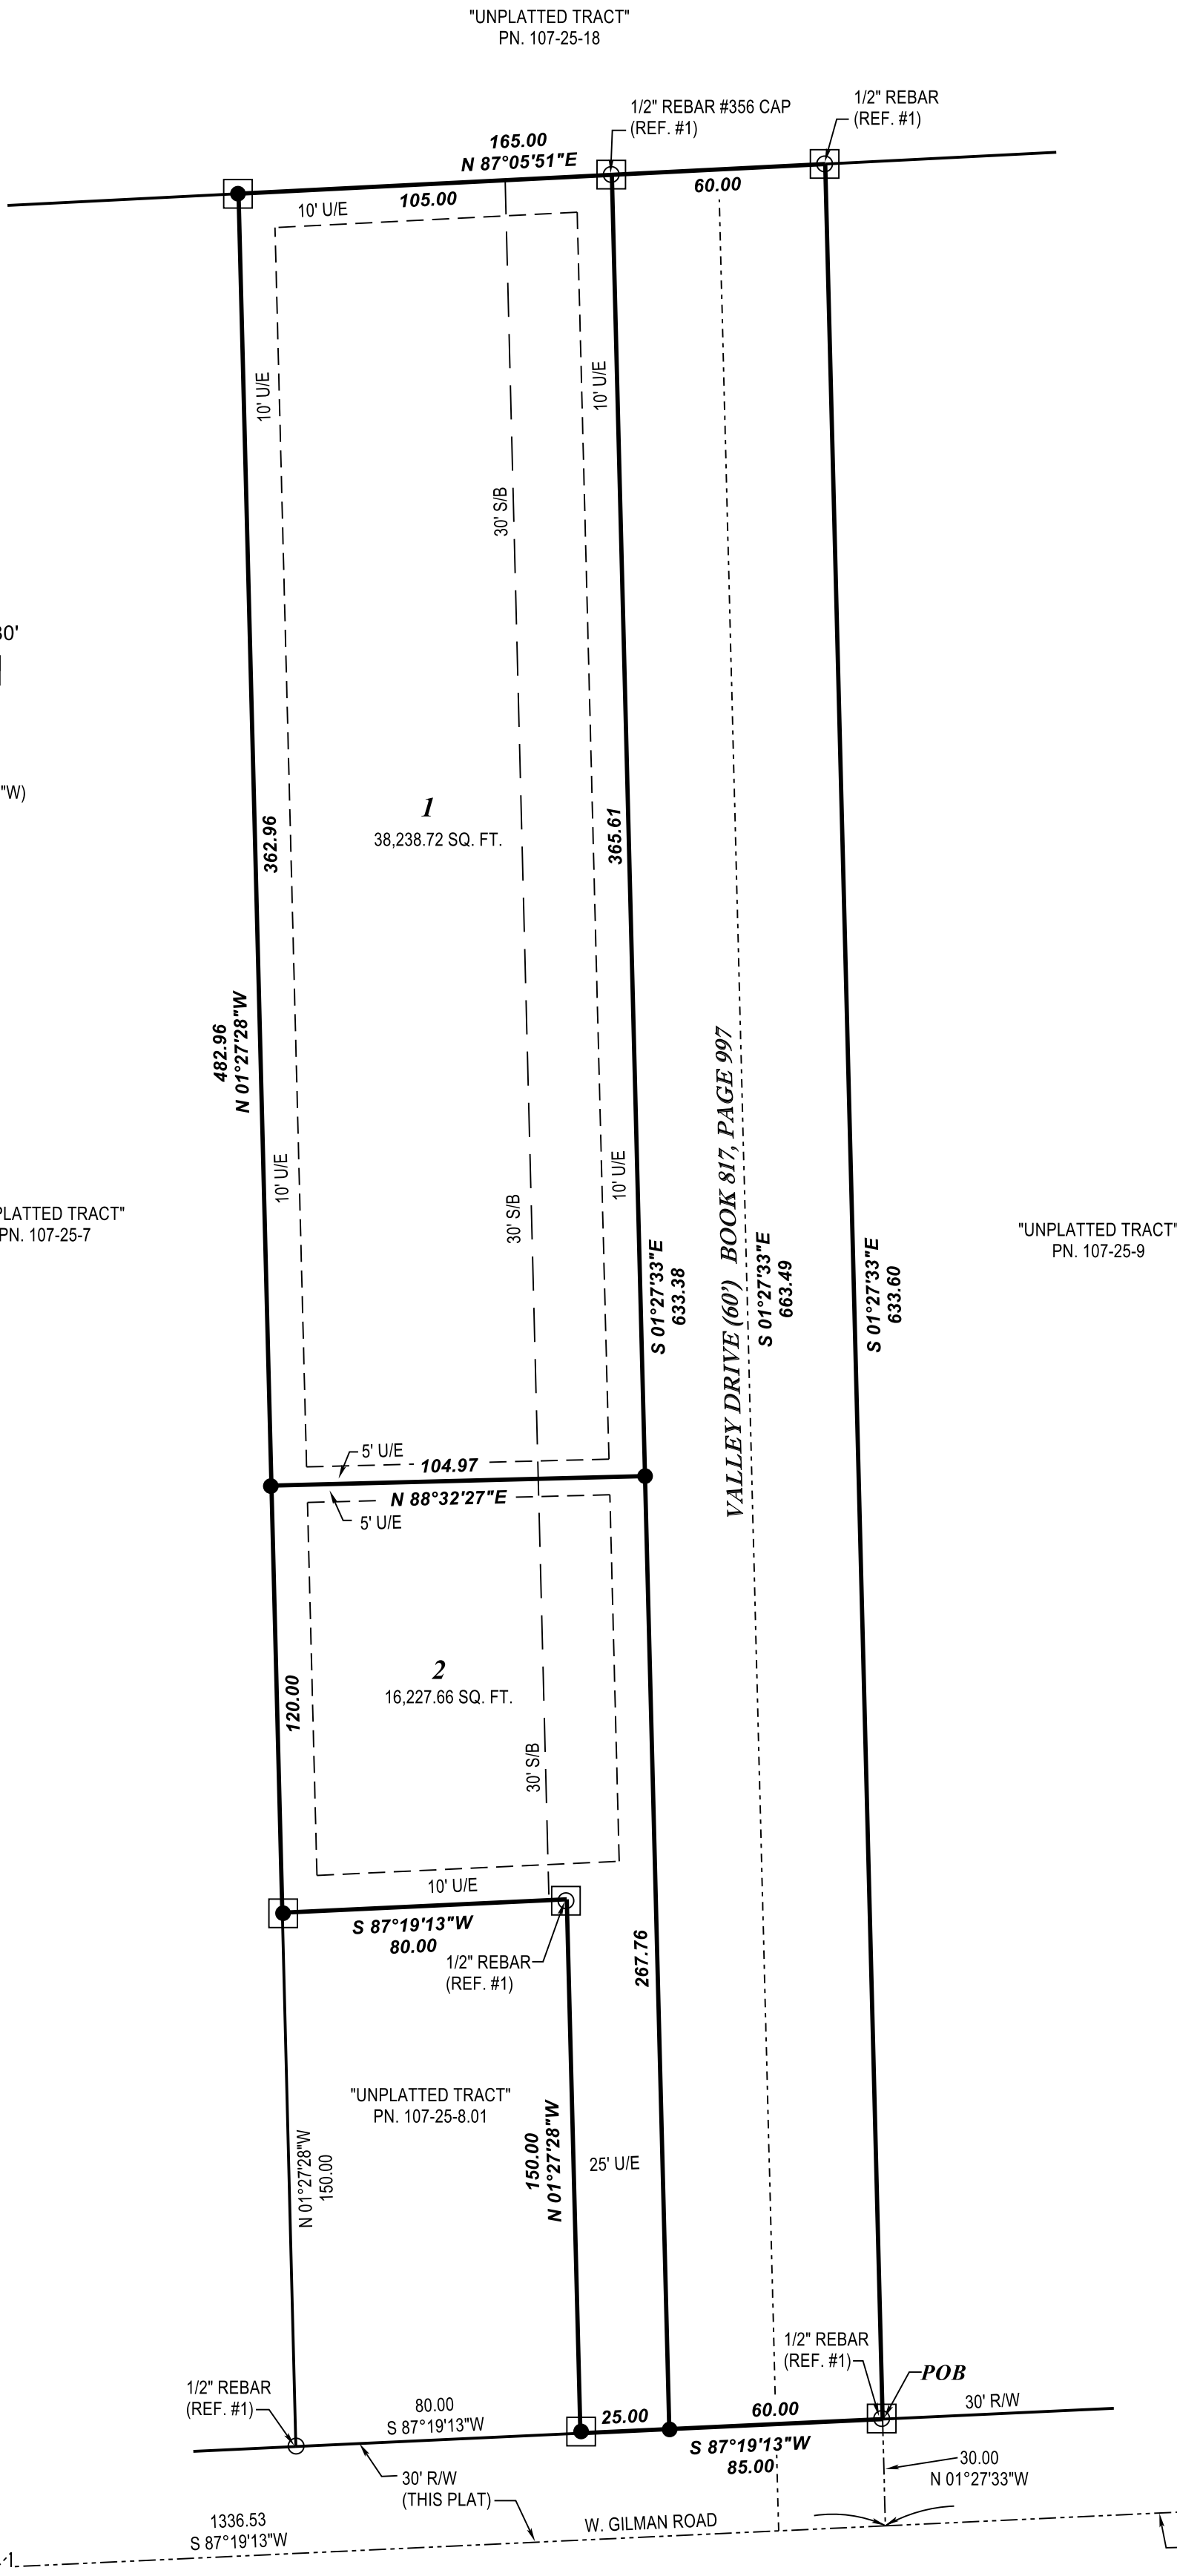 "UNPLATTED TRACT"
PN. 107-25-18
1/2" REBAR #356 CAP
(REF. #1)
1/2" REBAR
(REF. #1)
165.00
N 87°05'51"E
105.00
60.00
10' U/E
10' U/E
10' U/E
30' S/B
30'
"W)
1
38,238.72 SQ. FT.
362.96
365.61
482.96
N 01°27'28"W
10' U/E
10' U/E
30' S/B
PLATTED TRACT"
PN. 107-25-7
S 01°27'33"E
633.38
VALLEY DRIVE (60') BOOK 817, PAGE 997
S 01°27'33"E
663.49
S 01°27'33"E
633.60
"UNPLATTED TRACT"
PN. 107-25-9
5' U/E
104.97
N 88°32'27"E
5' U/E
2
16,227.66 SQ. FT.
120.00
30' S/B
10' U/E
S 87°19'13"W
80.00
1/2" REBAR
(REF. #1)
267.76
"UNPLATTED TRACT"
PN. 107-25-8.01
N 01°27'28"W
150.00
150.00
N 01°27'28"W
25' U/E
1/2" REBAR
(REF. #1)
POB
1/2" REBAR
(REF. #1)
80.00
S 87°19'13"W
25.00
60.00
30' R/W
S 87°19'13"W
85.00
30' R/W
(THIS PLAT)
30.00
N 01°27'33"W
1336.53
S 87°19'13"W
W. GILMAN ROAD